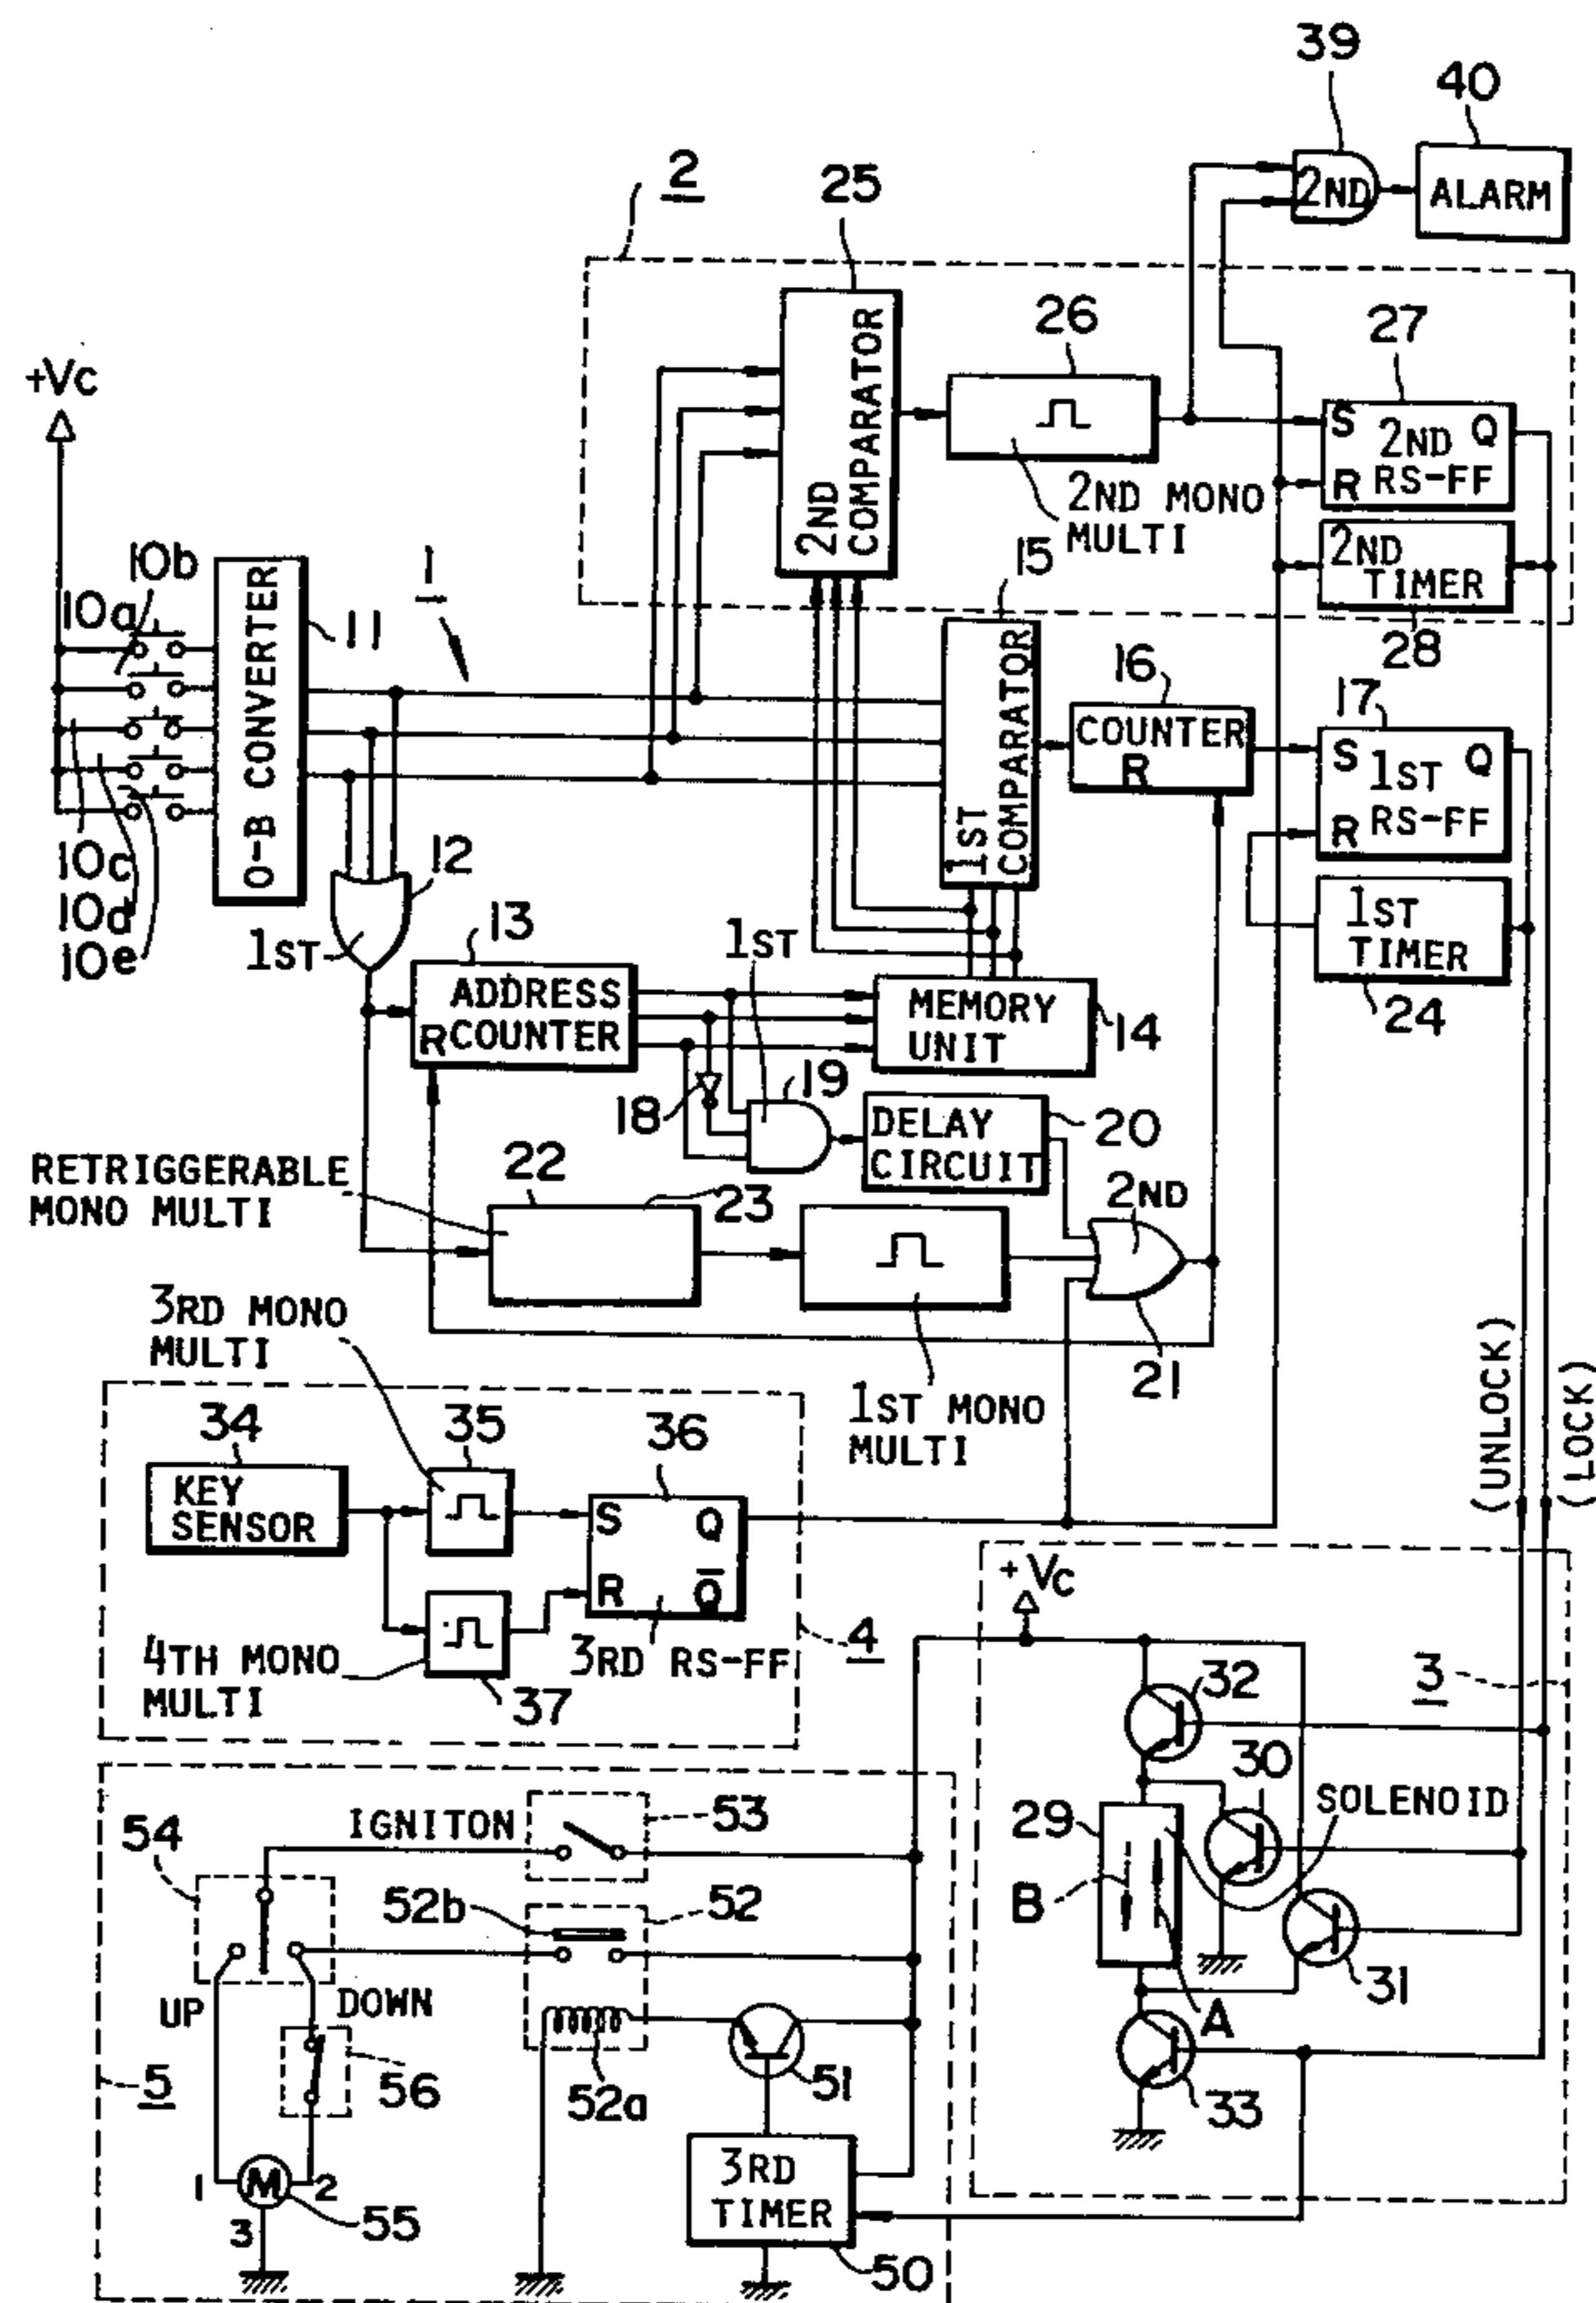 39
40
2
25
2ND
ALARM
26
27
+Vc
2ND
COMPARATOR
S 2ND Q
R RS-FF
2ND MONO
MULTI
10b
1
15
2ND
TIMER
10a
11
28
O-B CONVERTER
16
17
1ST
COMPARATOR
COUNTER
R
S 1ST Q
R RS-FF
10c
12
10d
10e
1ST
13
1ST
1ST
TIMER
24
ADDRESS
R COUNTER
MEMORY
UNIT
14
18
19
DELAY
CIRCUIT
20
RETRIGGERABLE
MONO MULTI
22
23
2ND
3RD MONO
MULTI
21
1ST MONO
MULTI
(UNLOCK)
(LOCK)
34
35
36
KEY
SENSOR
S Q
R Q̅
+Vc
4TH MONO
MULTI
37
3RD RS-FF
4
3
32
30
54
IGNITON
53
29
SOLENOID
52b
52
B
31
UP
DOWN
A
5
56
52a
51
33
1
M
2
3RD
TIMER
3
55
50